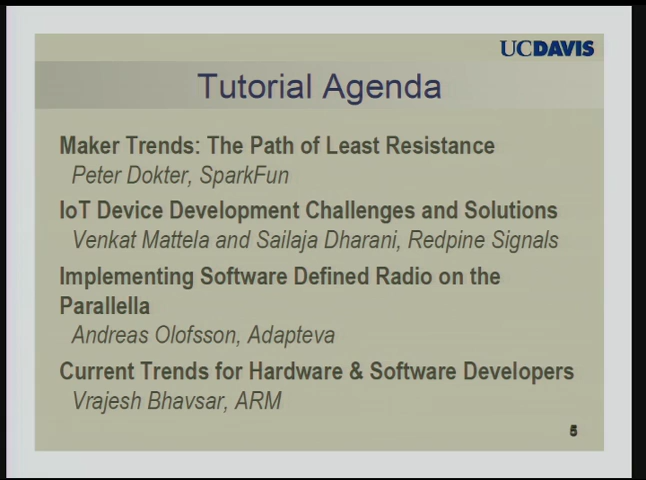 UCDAVIS
Tutorial Agenda
Maker Trends: The Path of Least Resistance
Peter Dokter, SparkFun
IoT Device Development Challenges and Solutions
Venkat Mattela and Sailaja Dharani, Redpine Signals
Implementing Software Defined Radio on the
Parallella
Andreas Olofsson, Adapteva
Current Trends for Hardware & Software Developers
Vrajesh Bhavsar, ARM
5